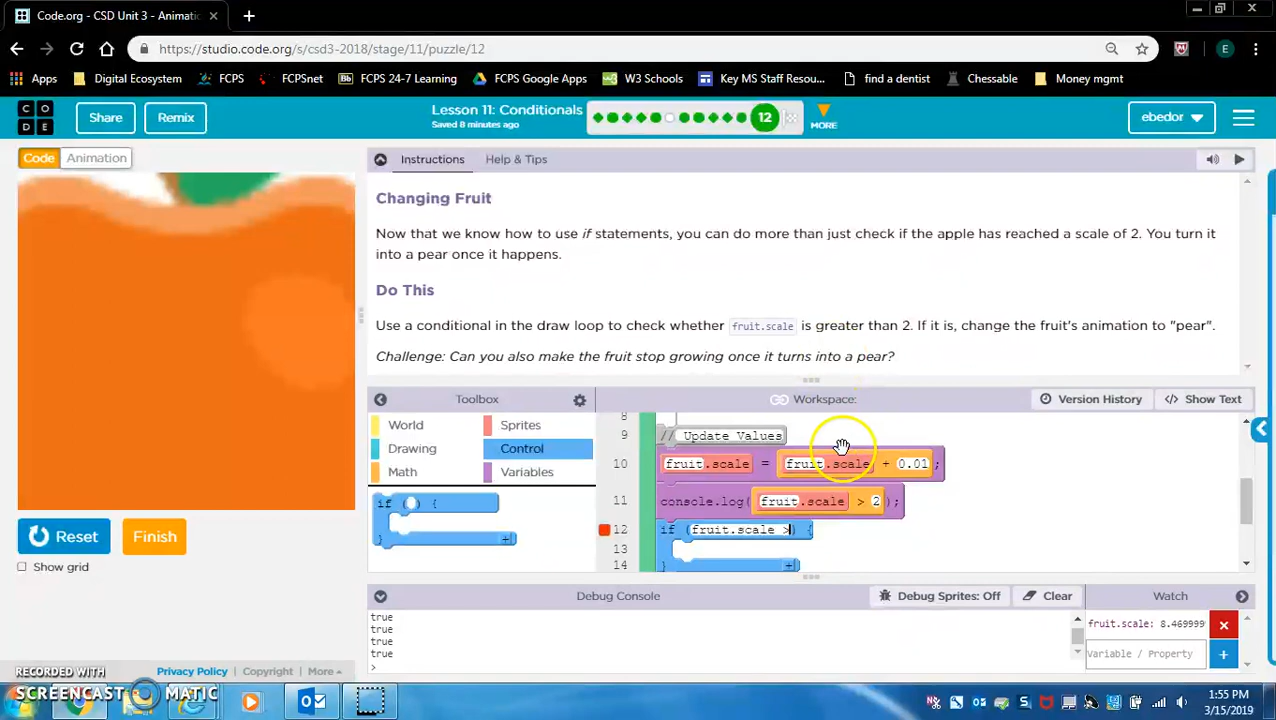 Code.org - CSD Unit 3 - Animatio
https://studio.code.org/s/csd3-2018/stage/11/puzzle/12
E
Apps
Digital Ecosystem
FCPS
FCPSnet
Bb FCPS 24-7 Learning
FCPS Google Apps
W3 Schools
Key MS Staff Resou...
find a dentist
Chessable
Money mgmt
C O
D E
Share
Remix
Lesson 11: Conditionals
Saved 8 minutes ago
12
MORE
ebedor
Code
Animation
Instructions
Help & Tips
Changing Fruit
Now that we know how to use if statements, you can do more than just check if the apple has reached a scale of 2. You turn it
into a pear once it happens.
Do This
Use a conditional in the draw loop to check whether fruit.scale is greater than 2. If it is, change the fruit's animation to "pear".
Challenge: Can you also make the fruit stop growing once it turns into a pear?
Toolbox
Workspace:
Version History
</> Show Text
World
Sprites
Drawing
Control
Math
Variables
if ( ) {
}
8
9 // Update Values
10 fruit.scale = fruit.scale + 0.01 ;
11 console.log( fruit.scale > 2 );
12 if (fruit.scale >) {
13
14 }
Reset
Finish
Show grid
Debug Console
Debug Sprites: Off
Clear
Watch
true
true
true
true
>
fruit.scale: 8.469999
Variable / Property
Privacy Policy | Copyright | More
RECORDED WITH
SCREENCAST MATIC
1:55 PM
3/15/2019